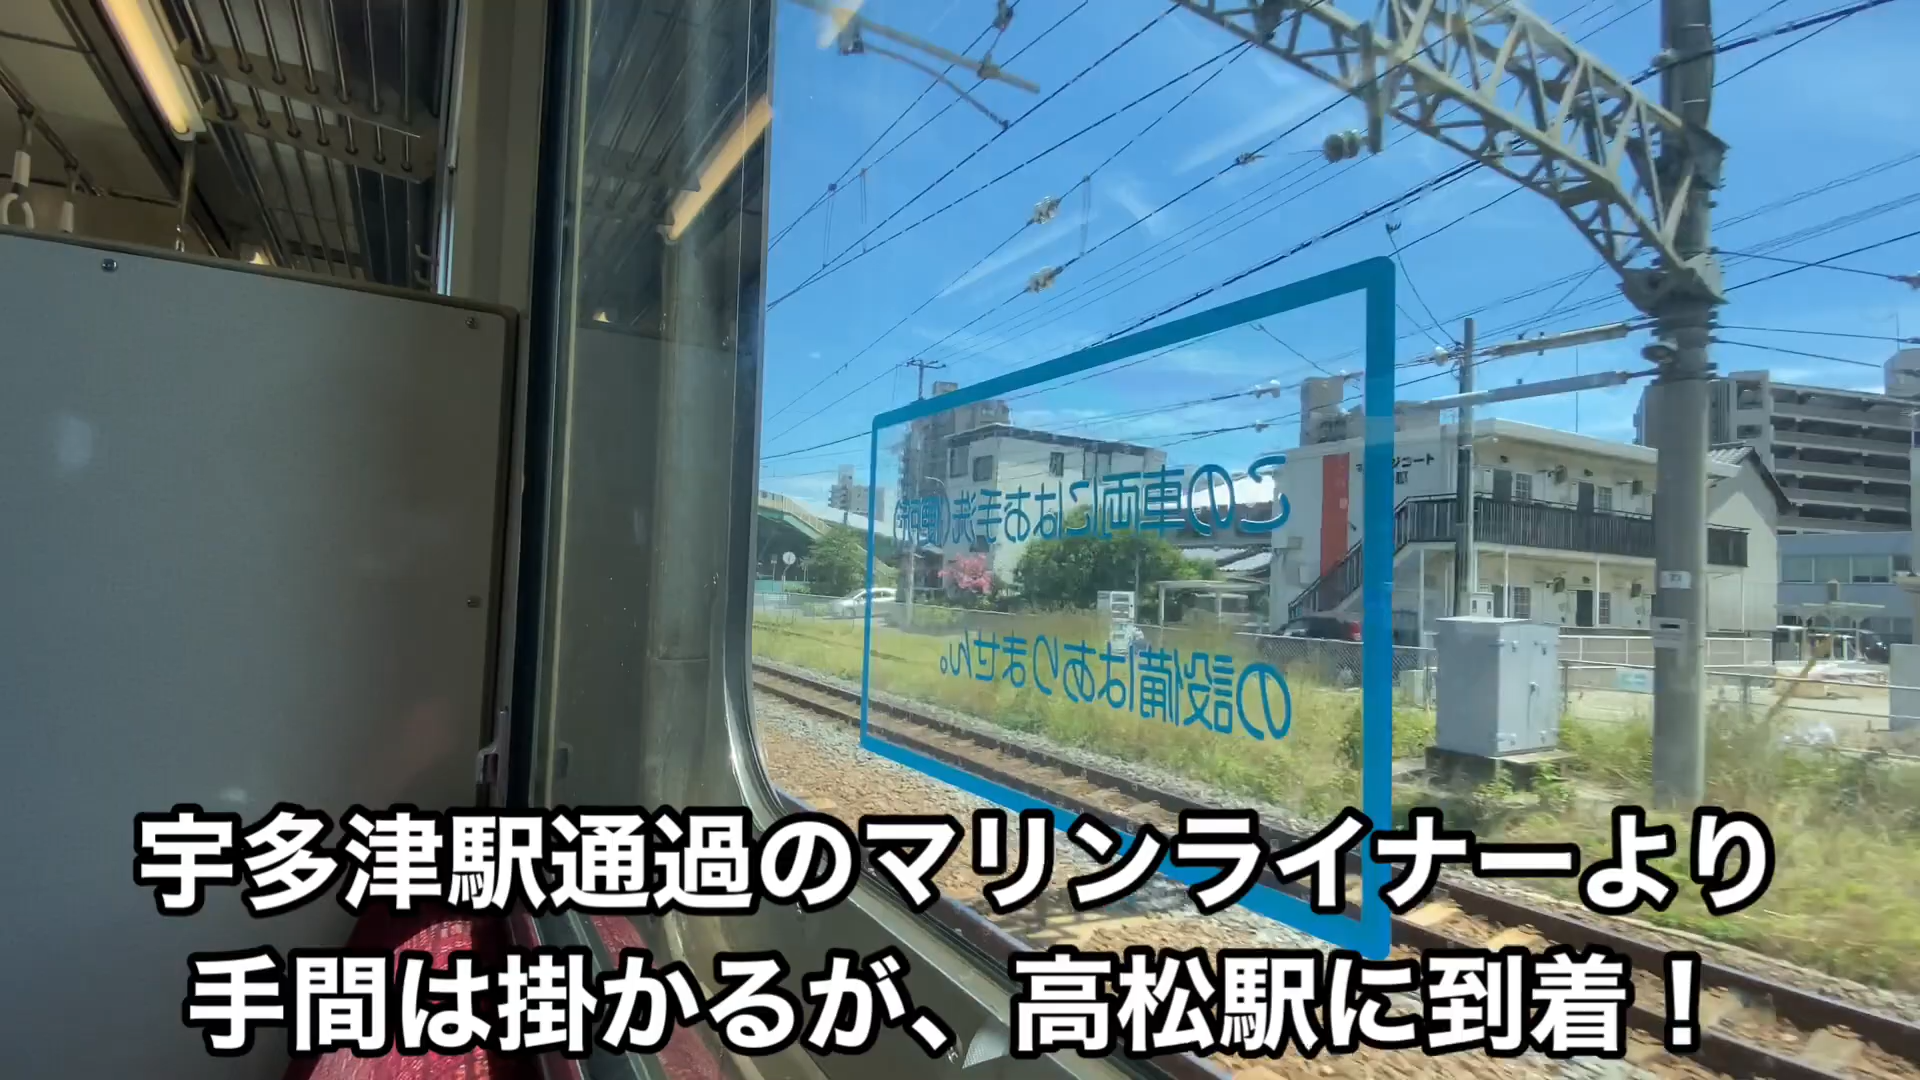 この車両にはお手洗(便所)
の設備はありません。
宇多津駅通過のマリンライナーより
手間は掛かるが、高松駅に到着！